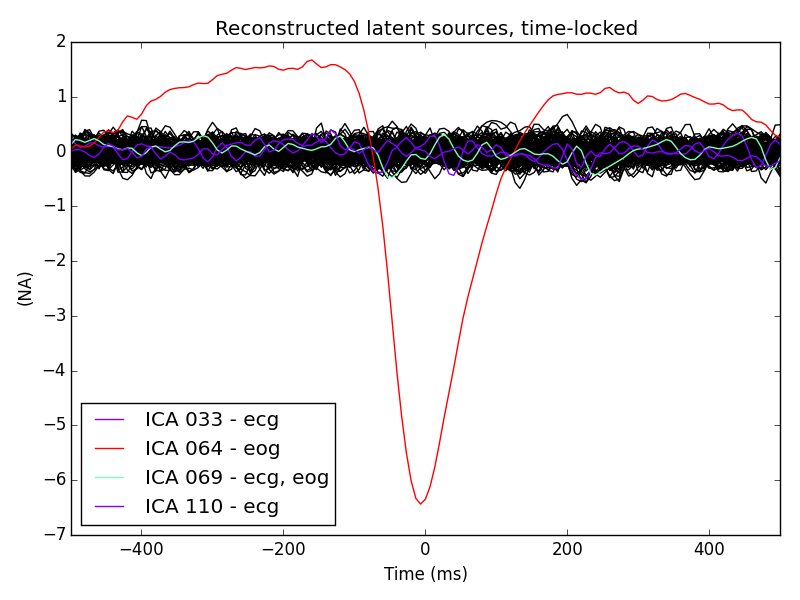 Reconstructed latent sources, time-locked
2
1
0
−1
−2
−3
−4
−5
−6
−7
(NA)
ICA 033 - ecg
ICA 064 - eog
ICA 069 - ecg, eog
ICA 110 - ecg
−400 −200 0 200 400
Time (ms)